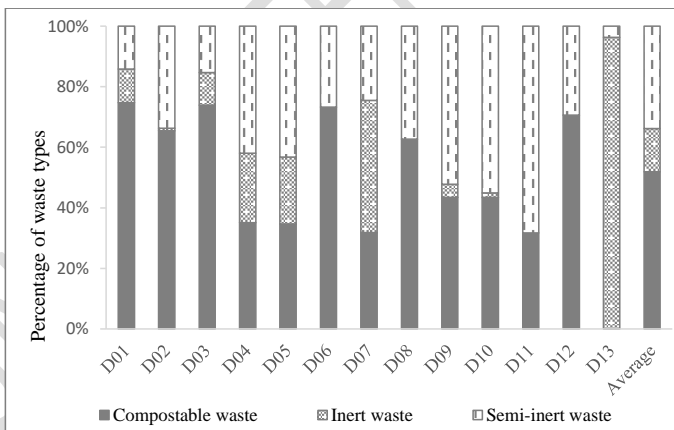 100%
80%
60%
40%
20%
0%
Percentage of waste types
D01 D02 D03 D04 D05 D06 D07 D08 D09 D10 D11 D12 D13 Average
Compostable waste Inert waste Semi-inert waste